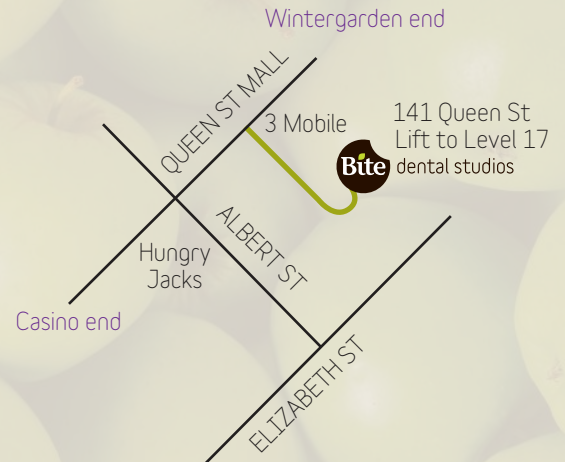 Wintergarden end
QUEEN ST MALL
3 Mobile
141 Queen St
Lift to Level 17
Bite dental studios
ALBERT ST
Hungry
Jacks
Casino end
ELIZABETH ST